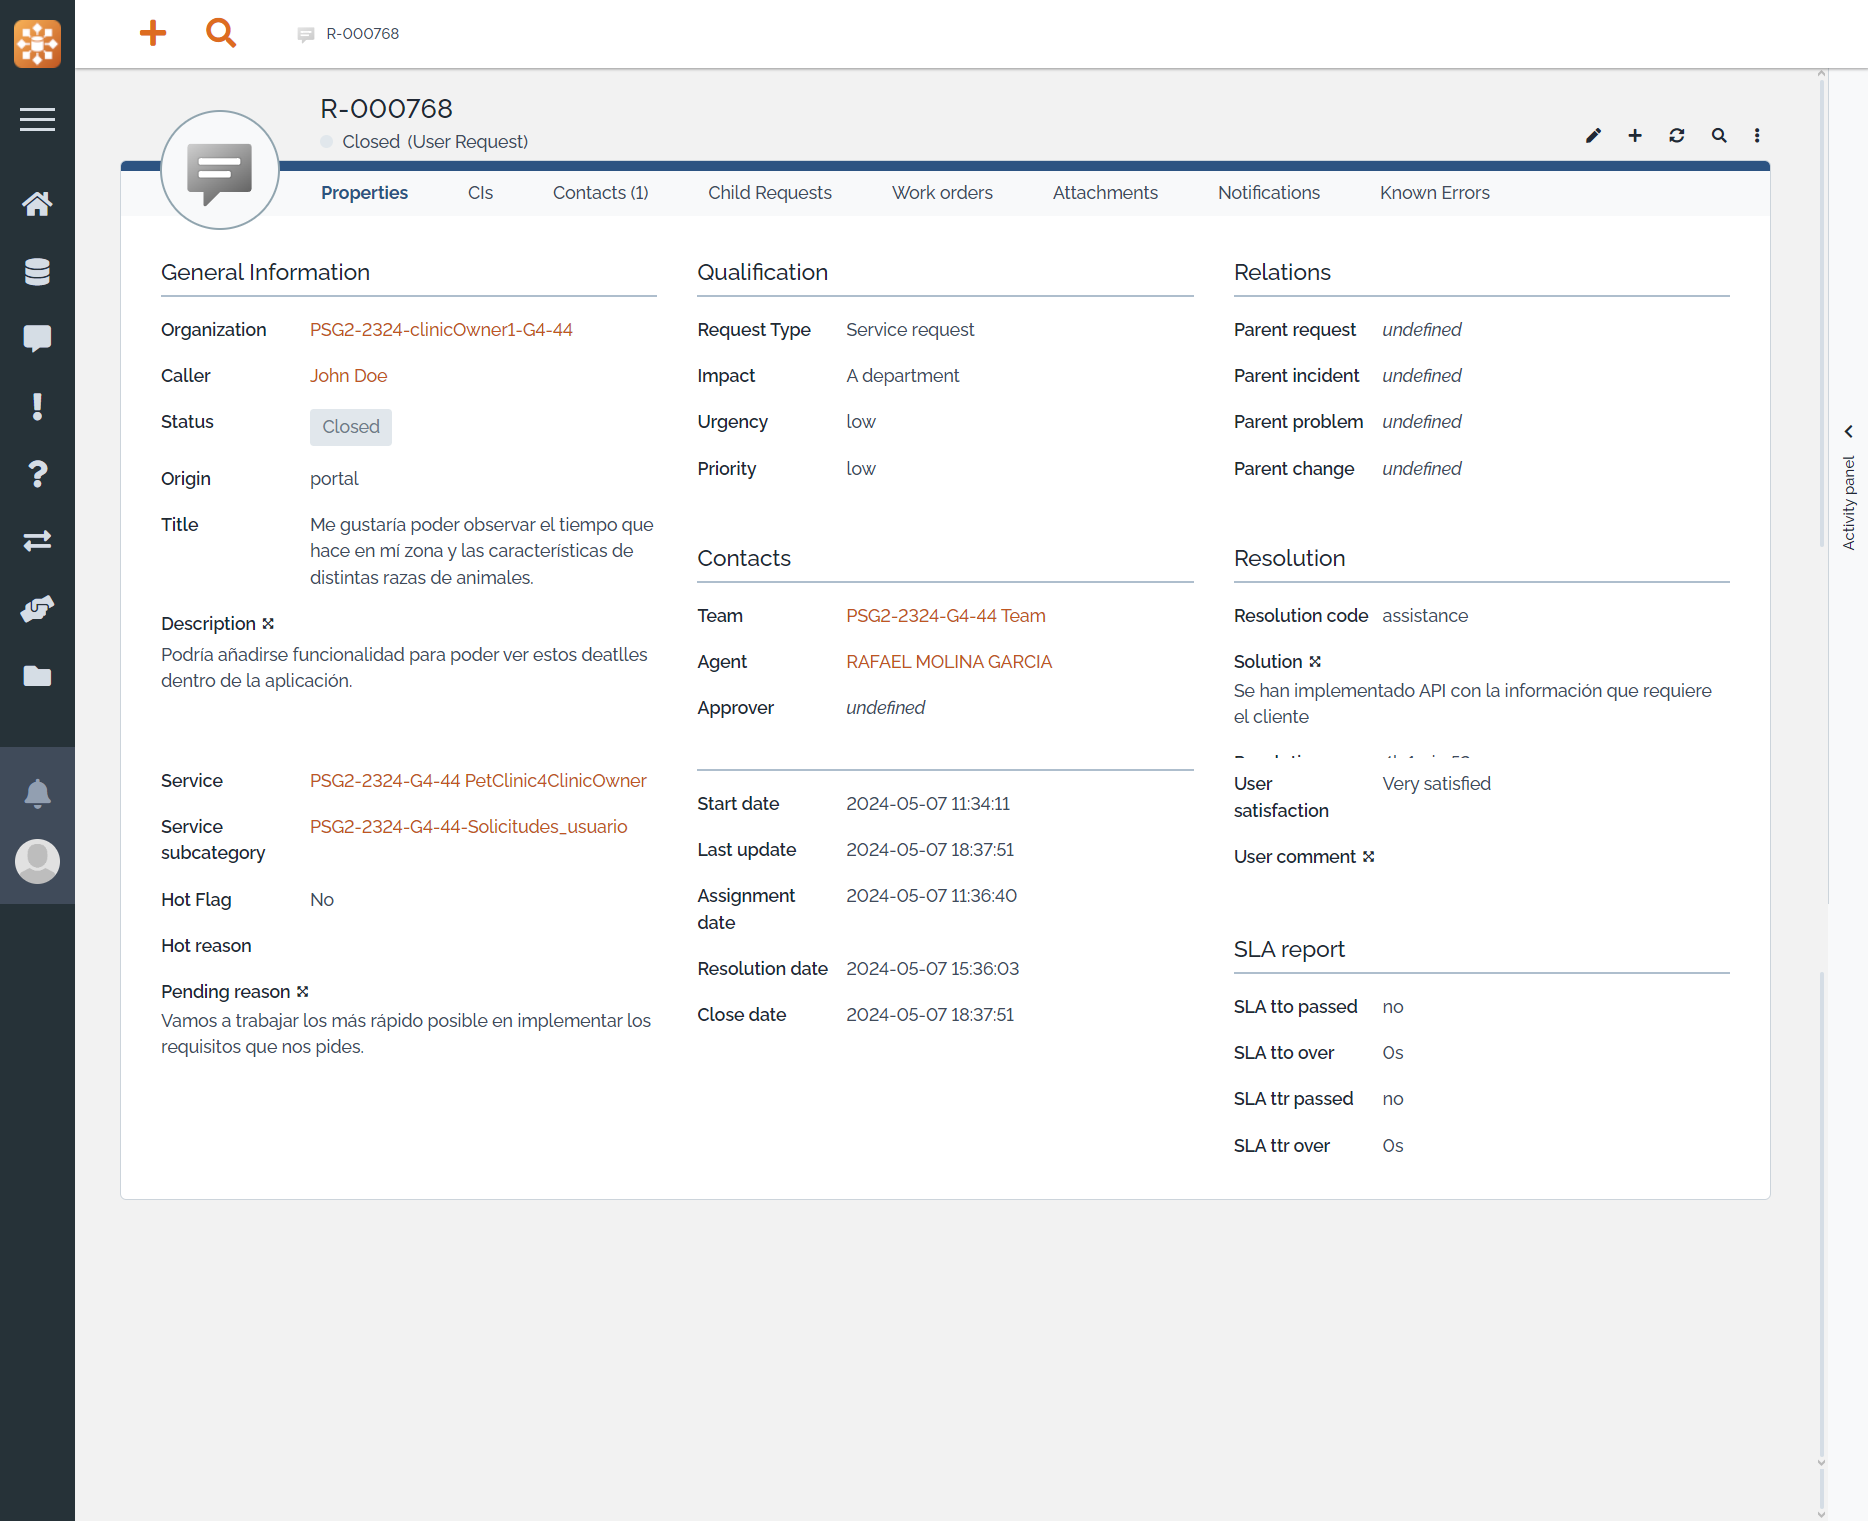 R-000768
R-000768
Closed (User Request)
Properties
CIs
Contacts (1)
Child Requests
Work orders
Attachments
Notifications
Known Errors
General Information
Organization PSG2-2324-clinicOwner1-G4-44
Caller John Doe
Status Closed
Origin portal
Title Me gustaría poder observar el tiempo que
hace en mí zona y las características de
distintas razas de animales.
Description
Podría añadirse funcionalidad para poder ver estos deatlles
dentro de la aplicación.
Service PSG2-2324-G4-44 PetClinic4ClinicOwner
Service PSG2-2324-G4-44-Solicitudes_usuario
subcategory
Hot Flag No
Hot reason
Pending reason
Vamos a trabajar los más rápido posible en implementar los
requisitos que nos pides.
Qualification
Request Type Service request
Impact A department
Urgency low
Priority low
Contacts
Team PSG2-2324-G4-44 Team
Agent RAFAEL MOLINA GARCIA
Approver undefined
Start date 2024-05-07 11:34:11
Last update 2024-05-07 18:37:51
Assignment 2024-05-07 11:36:40
date
Resolution date 2024-05-07 15:36:03
Close date 2024-05-07 18:37:51
Relations
Parent request undefined
Parent incident undefined
Parent problem undefined
Parent change undefined
Resolution
Resolution code assistance
Solution
Se han implementado API con la información que requiere
el cliente
User Very satisfied
satisfaction
User comment
SLA report
SLA tto passed no
SLA tto over 0s
SLA ttr passed no
SLA ttr over 0s
Activity panel